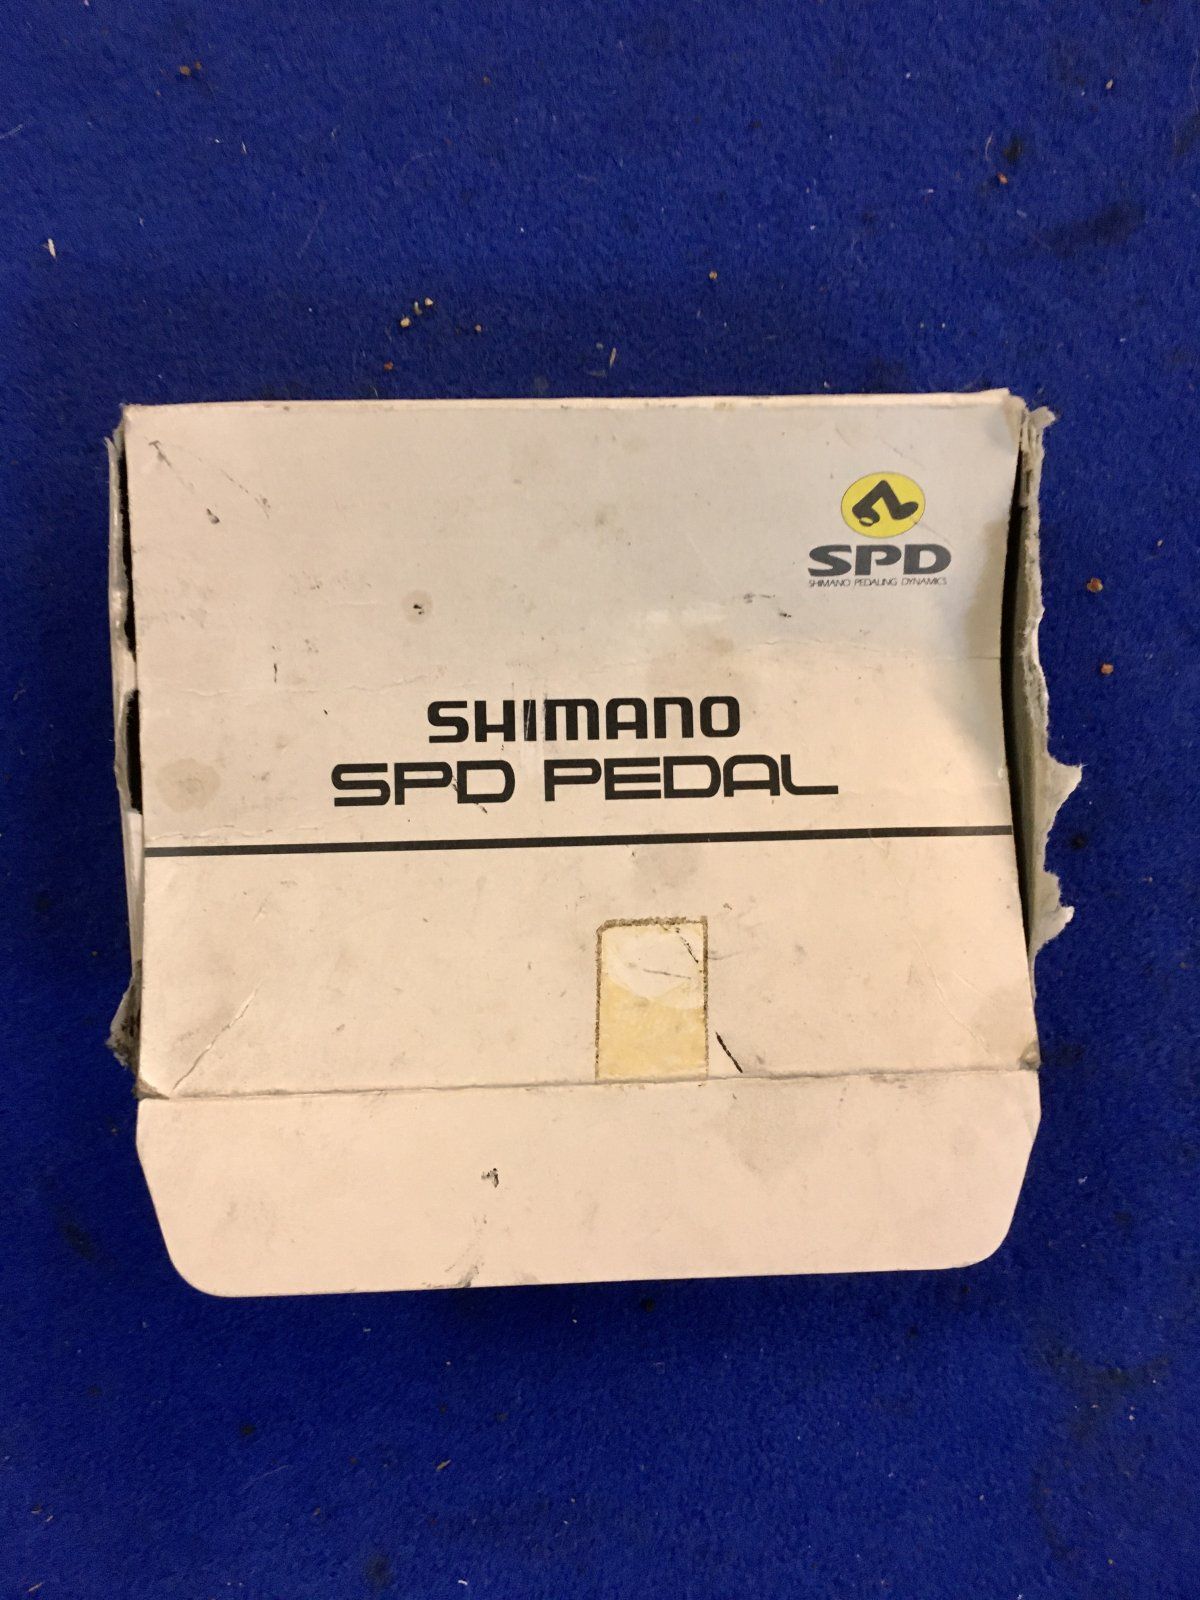 SPD
SHIMANO PEDALING DYNAMICS
SHIMANO
SPD PEDAL